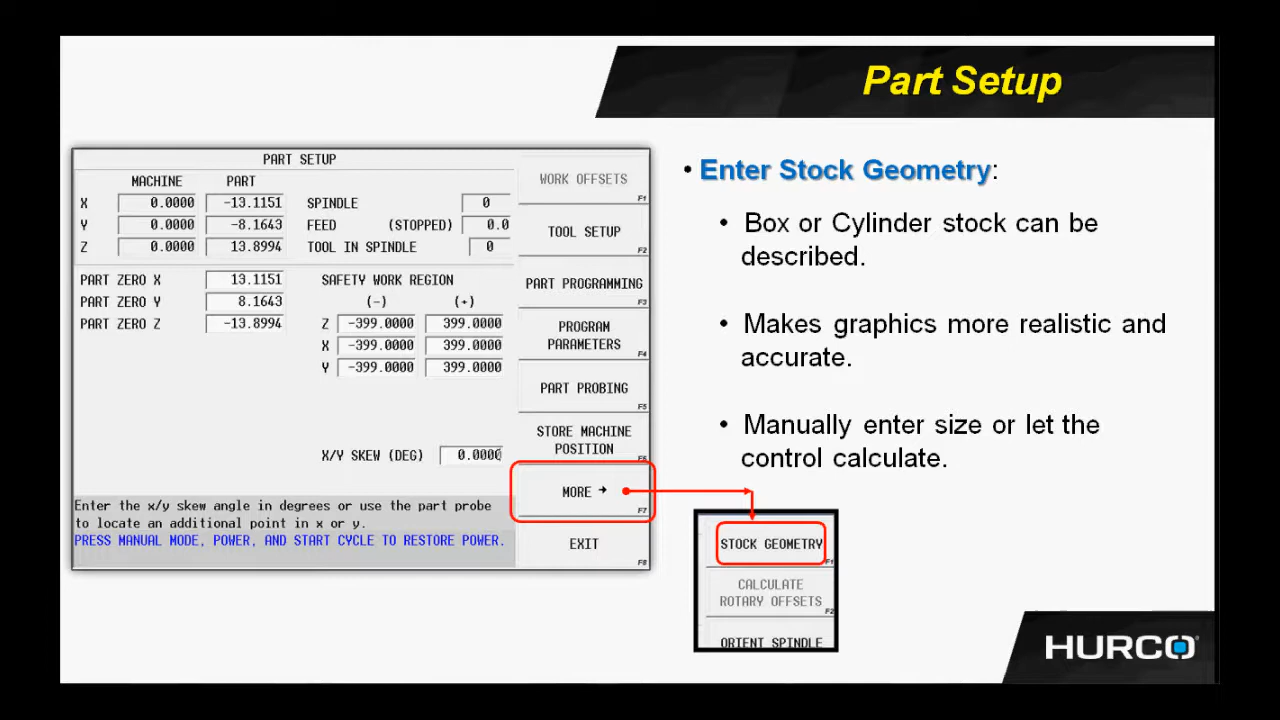 Part Setup
PART SETUP
MACHINE PART
X 0.0000 -13.1151 SPINDLE 0
Y 0.0000 -8.1643 FEED (STOPPED) 0.0
Z 0.0000 13.8994 TOOL IN SPINDLE 0
PART ZERO X 13.1151 SAFETY WORK REGION
PART ZERO Y 8.1643 (-) (+)
PART ZERO Z -13.8994 Z -399.0000 399.0000
X -399.0000 399.0000
Y -399.0000 399.0000
X/Y SKEW (DEG) 0.0000
Enter the x/y skew angle in degrees or use the part probe
to locate an additional point in x or y.
PRESS MANUAL MODE, POWER, AND START CYCLE TO RESTORE POWER.
WORK OFFSETS
F1
TOOL SETUP
F2
PART PROGRAMMING
F3
PROGRAM
PARAMETERS
F4
PART PROBING
F5
STORE MACHINE
POSITION
F6
MORE →
F7
EXIT
F8
• Enter Stock Geometry:
• Box or Cylinder stock can be
described.
• Makes graphics more realistic and
accurate.
• Manually enter size or let the
control calculate.
STOCK GEOMETRY
F1
CALCULATE
ROTARY OFFSETS
F2
ORIENT SPINDLE
HURCO